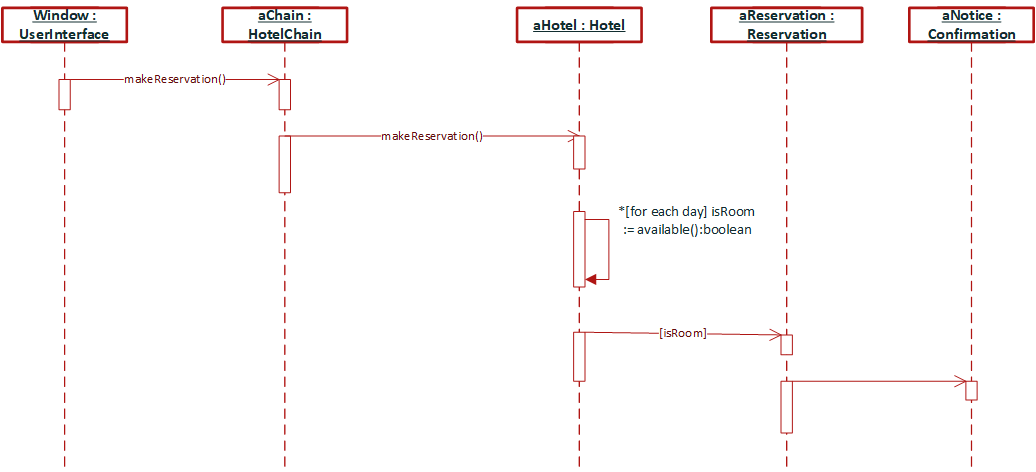 Window :
UserInterface
aChain :
HotelChain
aHotel : Hotel
aReservation :
Reservation
aNotice :
Confirmation
makeReservation()
makeReservation()
*[for each day] isRoom
:= available():boolean
[isRoom]